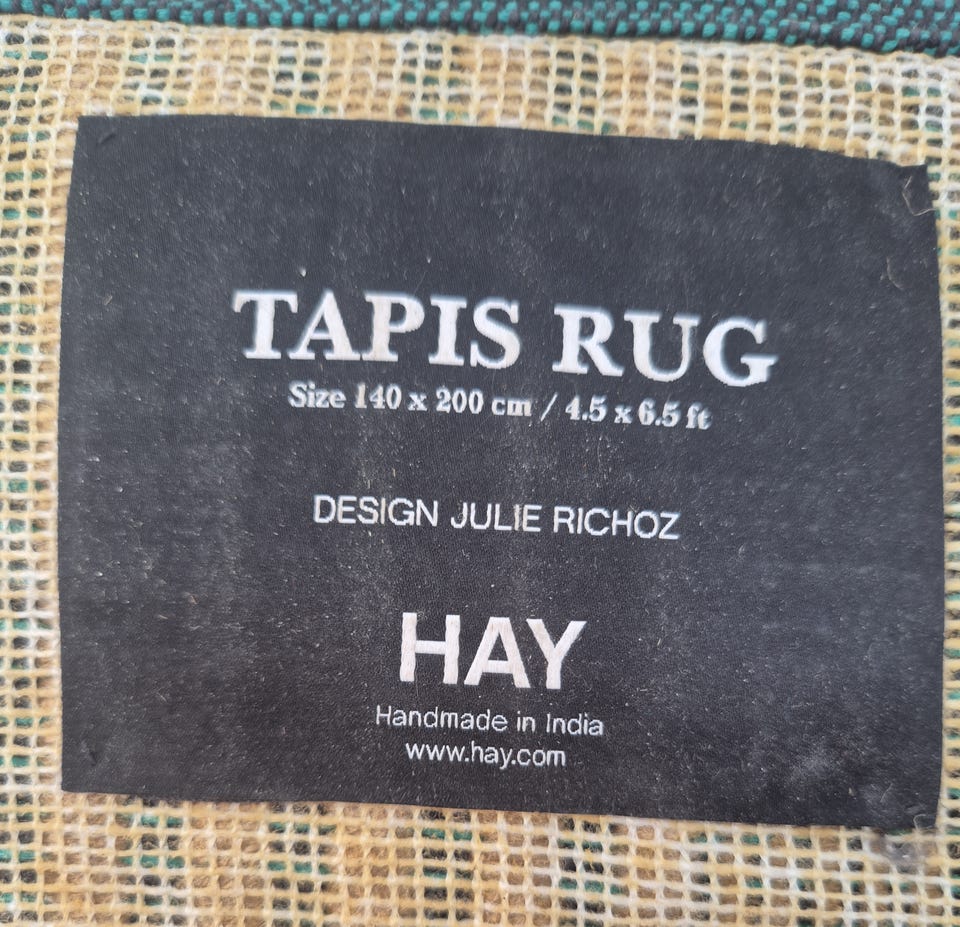 TAPIS RUG
Size 140 x 200 cm / 4.5 x 6.5 ft
DESIGN JULIE RICHOZ
HAY
Handmade in India
www.hay.com